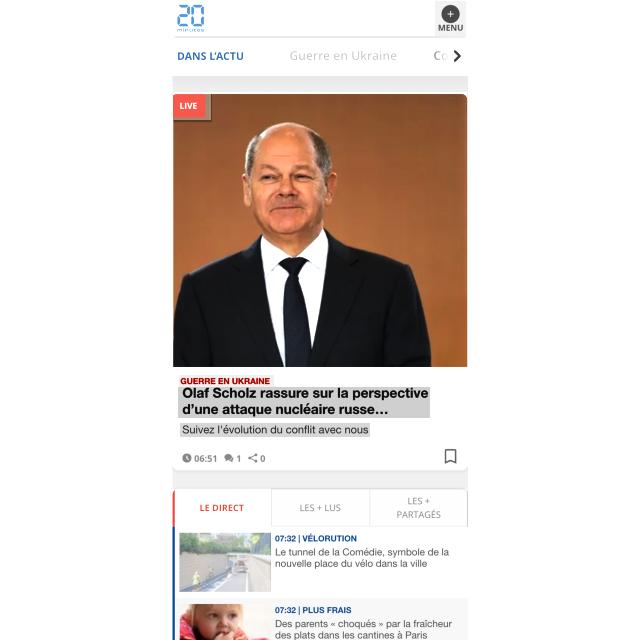 20
minutes
MENU
DANS L'ACTU Guerre en Ukraine
LIVE
GUERRE EN UKRAINE
Olaf Scholz rassure sur la perspective
d'une attaque nucléaire russe…
Suivez l'évolution du conflit avec nous
06:51 1 0
LE DIRECT
LES + LUS
LES +
PARTAGÉS
07:32 | VÉLORUTION
Le tunnel de la Comédie, symbole de la
nouvelle place du vélo dans la ville
07:32 | PLUS FRAIS
Des parents « choqués » par la fraîcheur
des plats dans les cantines à Paris